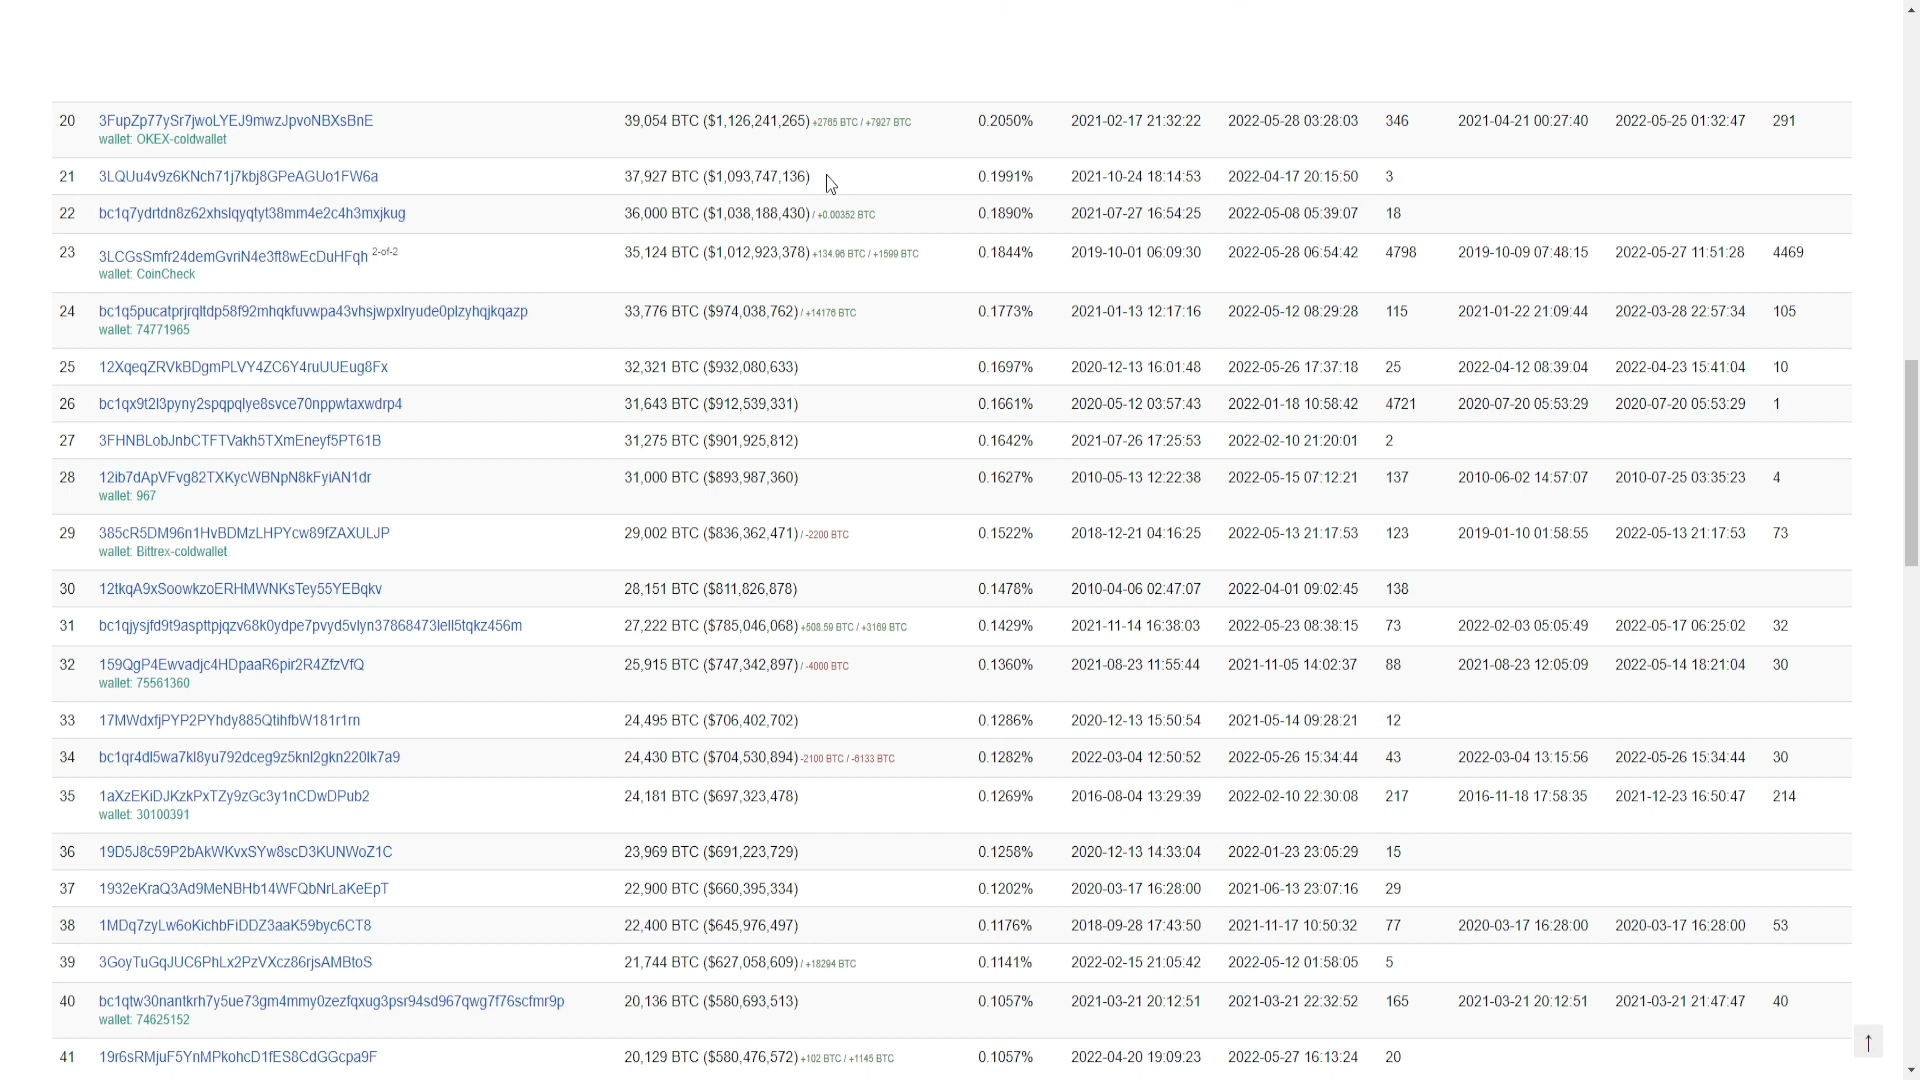 20 3FupZp77ySr7jwoLYEJ9mwzJpvoNBXsBnE 39,054 BTC ($1,126,241,265) +2765 BTC / +7927 BTC 0.2050% 2021-02-17 21:32:22 2022-05-28 03:28:03 346 2021-04-21 00:27:40 2022-05-25 01:32:47 291
wallet: OKEX-coldwallet
21 3LQUu4v9z6KNch71j7kbj8GPeAGUo1FW6a 37,927 BTC ($1,093,747,136) 0.1991% 2021-10-24 18:14:53 2022-04-17 20:15:50 3
22 bc1q7ydrtdn8z62xhslqyqtyt38mm4e2c4h3mxjkug 36,000 BTC ($1,038,188,430) / +0.00352 BTC 0.1890% 2021-07-27 16:54:25 2022-05-08 05:39:07 18
23 3LCGsSmfr24demGvriN4e3ft8wEcDuHFqh 2-of-2 35,124 BTC ($1,012,923,378) +134.96 BTC / +1599 BTC 0.1844% 2019-10-01 06:09:30 2022-05-28 06:54:42 4798 2019-10-09 07:48:15 2022-05-27 11:51:28 4469
wallet: CoinCheck
24 bc1q5pucatprjrqltdp58f92mhqkfuvwpa43vhsjwpxlryude0plzyhqjkqazp 33,776 BTC ($974,038,762) / +14176 BTC 0.1773% 2021-01-13 12:17:16 2022-05-12 08:29:28 115 2021-01-22 21:09:44 2022-03-28 22:57:34 105
wallet: 74771965
25 12XqeqZRVkBDgmPLVY4ZC6Y4ruUUEug8Fx 32,321 BTC ($932,080,633) 0.1697% 2020-12-13 16:01:48 2022-05-26 17:37:18 25 2022-04-12 08:39:04 2022-04-23 15:41:04 10
26 bc1qx9t2l3pyny2spqpqlye8svce70nppwtaxwdrp4 31,643 BTC ($912,539,331) 0.1661% 2020-05-12 03:57:43 2022-01-18 10:58:42 4721 2020-07-20 05:53:29 2020-07-20 05:53:29 1
27 3FHNBLobJnbCTFTVakh5TXmEneyf5PT61B 31,275 BTC ($901,925,812) 0.1642% 2021-07-26 17:25:53 2022-02-10 21:20:01 2
28 12ib7dApVFvg82TXKycWBNpN8kFyiAN1dr 31,000 BTC ($893,987,360) 0.1627% 2010-05-13 12:22:38 2022-05-15 07:12:21 137 2010-06-02 14:57:07 2010-07-25 03:35:23 4
wallet: 967
29 385cR5DM96n1HvBDMzLHPYcw89fZAXULJP 29,002 BTC ($836,362,471) / -2200 BTC 0.1522% 2018-12-21 04:16:25 2022-05-13 21:17:53 123 2019-01-10 01:58:55 2022-05-13 21:17:53 73
wallet: Bittrex-coldwallet
30 12tkqA9xSoowkzoERHMWNKsTey55YEBqkv 28,151 BTC ($811,826,878) 0.1478% 2010-04-06 02:47:07 2022-04-01 09:02:45 138
31 bc1qjysjfd9t9aspttpjqzv68k0ydpe7pvyd5vlyn37868473lell5tqkz456m 27,222 BTC ($785,046,068) +508.59 BTC / +3169 BTC 0.1429% 2021-11-14 16:38:03 2022-05-23 08:38:15 73 2022-02-03 05:05:49 2022-05-17 06:25:02 32
32 159QgP4Ewvadjc4HDpaaR6pir2R4ZfzVfQ 25,915 BTC ($747,342,897) / -4000 BTC 0.1360% 2021-08-23 11:55:44 2021-11-05 14:02:37 88 2021-08-23 12:05:09 2022-05-14 18:21:04 30
wallet: 75561360
33 17MWdxfjPYP2PYhdy885QtihfbW181r1rn 24,495 BTC ($706,402,702) 0.1286% 2020-12-13 15:50:54 2021-05-14 09:28:21 12
34 bc1qr4dl5wa7kl8yu792dceg9z5knl2gkn220lk7a9 24,430 BTC ($704,530,894) -2100 BTC / -6133 BTC 0.1282% 2022-03-04 12:50:52 2022-05-26 15:34:44 43 2022-03-04 13:15:56 2022-05-26 15:34:44 30
35 1aXzEKiDJKzkPxTZy9zGc3y1nCDwDPub2 24,181 BTC ($697,323,478) 0.1269% 2016-08-04 13:29:39 2022-02-10 22:30:08 217 2016-11-18 17:58:35 2021-12-23 16:50:47 214
wallet: 30100391
36 19D5J8c59P2bAkWKvxSYw8scD3KUNWoZ1C 23,969 BTC ($691,223,729) 0.1258% 2020-12-13 14:33:04 2022-01-23 23:05:29 15
37 1932eKraQ3Ad9MeNBHb14WFQbNrLaKeEpT 22,900 BTC ($660,395,334) 0.1202% 2020-03-17 16:28:00 2021-06-13 23:07:16 29
38 1MDq7zyLw6oKichbFiDDZ3aaK59byc6CT8 22,400 BTC ($645,976,497) 0.1176% 2018-09-28 17:43:50 2021-11-17 10:50:32 77 2020-03-17 16:28:00 2020-03-17 16:28:00 53
39 3GoyTuGqJUC6PhLx2PzVXcz86rjsAMBtoS 21,744 BTC ($627,058,609) / +18294 BTC 0.1141% 2022-02-15 21:05:42 2022-05-12 01:58:05 5
40 bc1qtw30nantkrh7y5ue73gm4mmy0zezfqxug3psr94sd967qwg7f76scfmr9p 20,136 BTC ($580,693,513) 0.1057% 2021-03-21 20:12:51 2021-03-21 22:32:52 165 2021-03-21 20:12:51 2021-03-21 21:47:47 40
wallet: 74625152
41 19r6sRMjuF5YnMPkohcD1fES8CdGGcpa9F 20,129 BTC ($580,476,572) +102 BTC / +1145 BTC 0.1057% 2022-04-20 19:09:23 2022-05-27 16:13:24 20